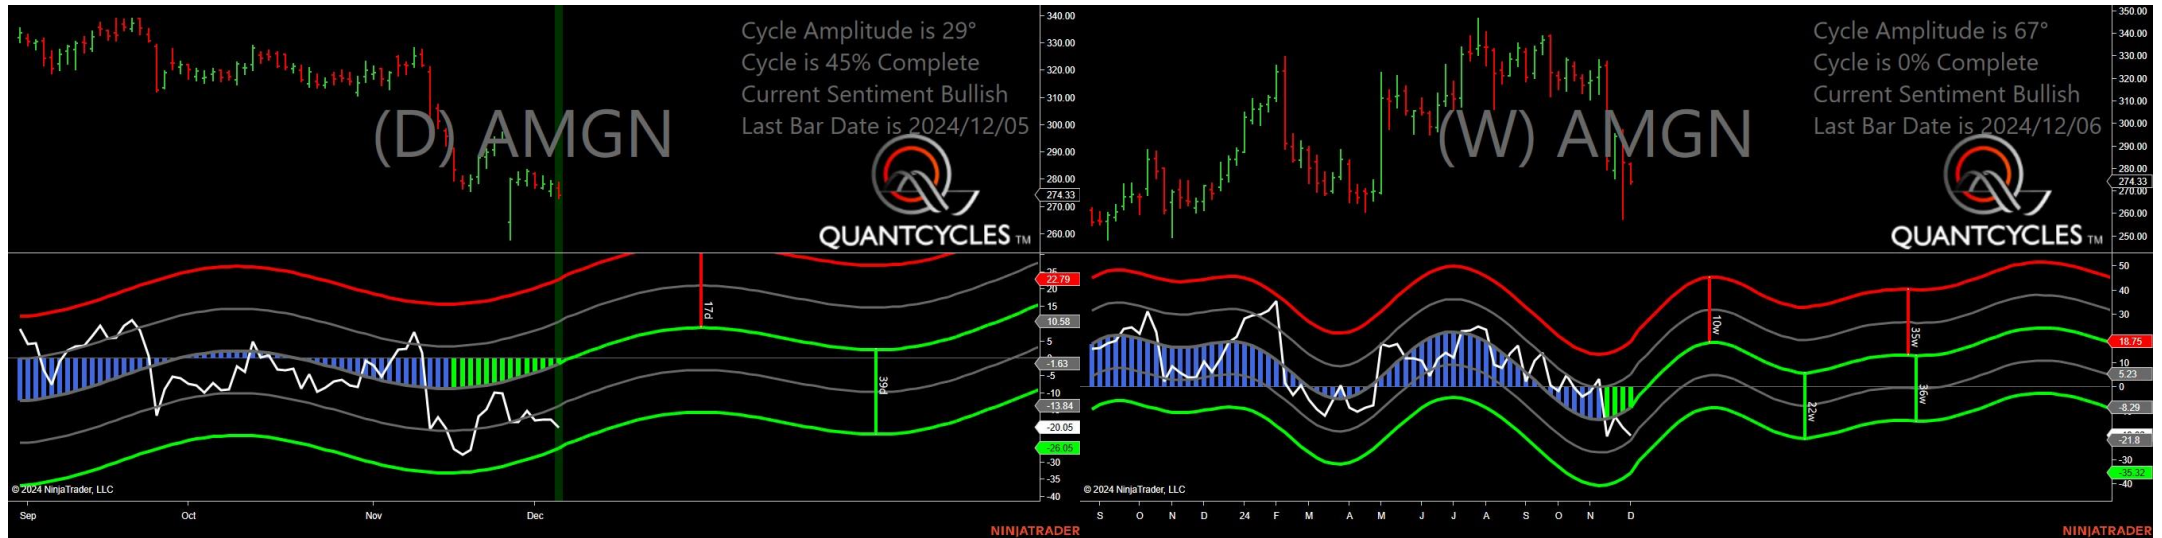 Cycle Amplitude is 29°
Cycle is 45% Complete
Current Sentiment Bullish
Last Bar Date is 2024/12/05
(D) AMGN
QUANTCYCLES TM
340.00
330.00
320.00
310.00
300.00
290.00
280.00
274.33
270.00
260.00
17d
39d
25
22.79
20
15
10.58
5
0
-1.63
-5
-10
-13.84
-20.05
-26.05
-30
-35
-40
© 2024 NinjaTrader, LLC
Sep Oct Nov Dec
NINJATRADER
Cycle Amplitude is 67°
Cycle is 0% Complete
Current Sentiment Bullish
Last Bar Date is 2024/12/06
(W) AMGN
QUANTCYCLES TM
350.00
340.00
330.00
320.00
310.00
300.00
290.00
280.00
274.33
270.00
260.00
250.00
10w
22w
35w
36w
50
40
30
18.75
10
5.23
0
-8.29
-21.8
-30
-35.32
-40
© 2024 NinjaTrader, LLC
S O N D 24 F M A M J J A S O N D
NINJATRADER